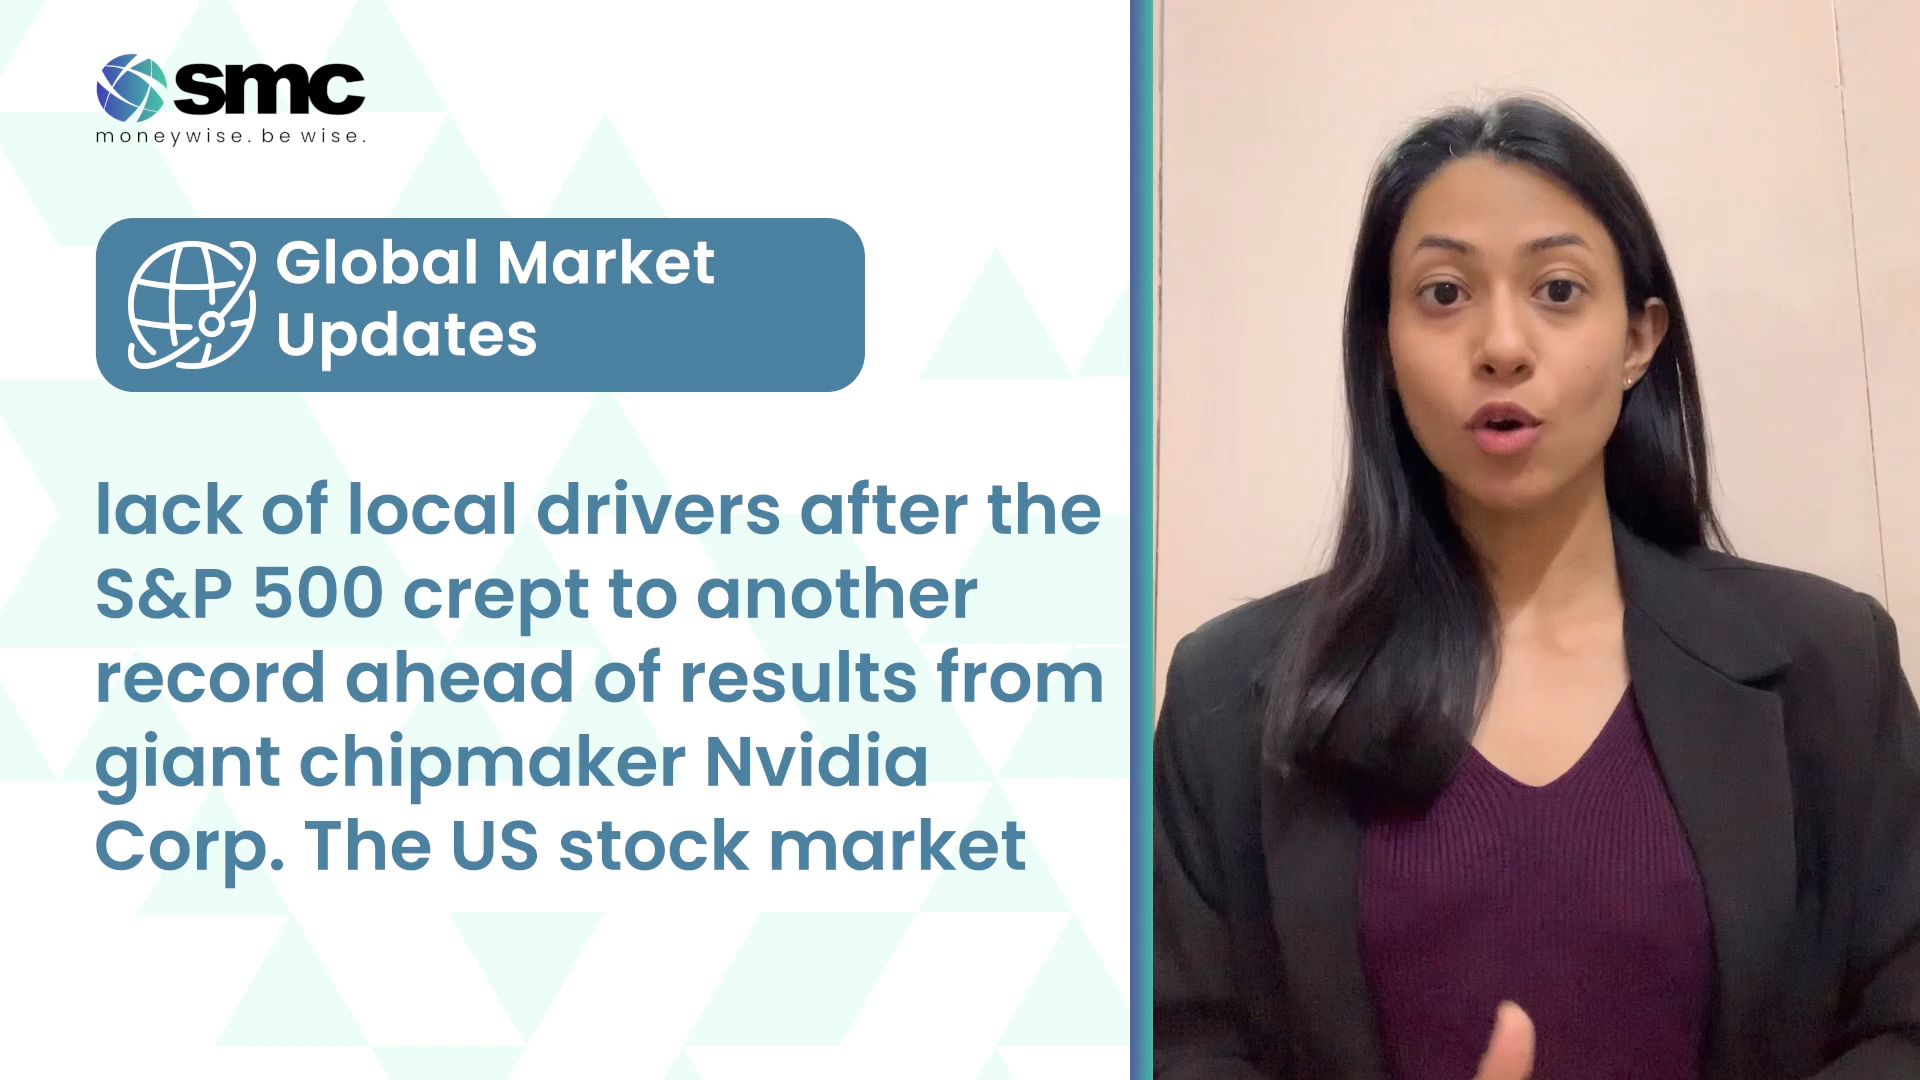 smc
moneywise. be wise.
Global Market
Updates
lack of local drivers after the
S&P 500 crept to another
record ahead of results from
giant chipmaker Nvidia
Corp. The US stock market